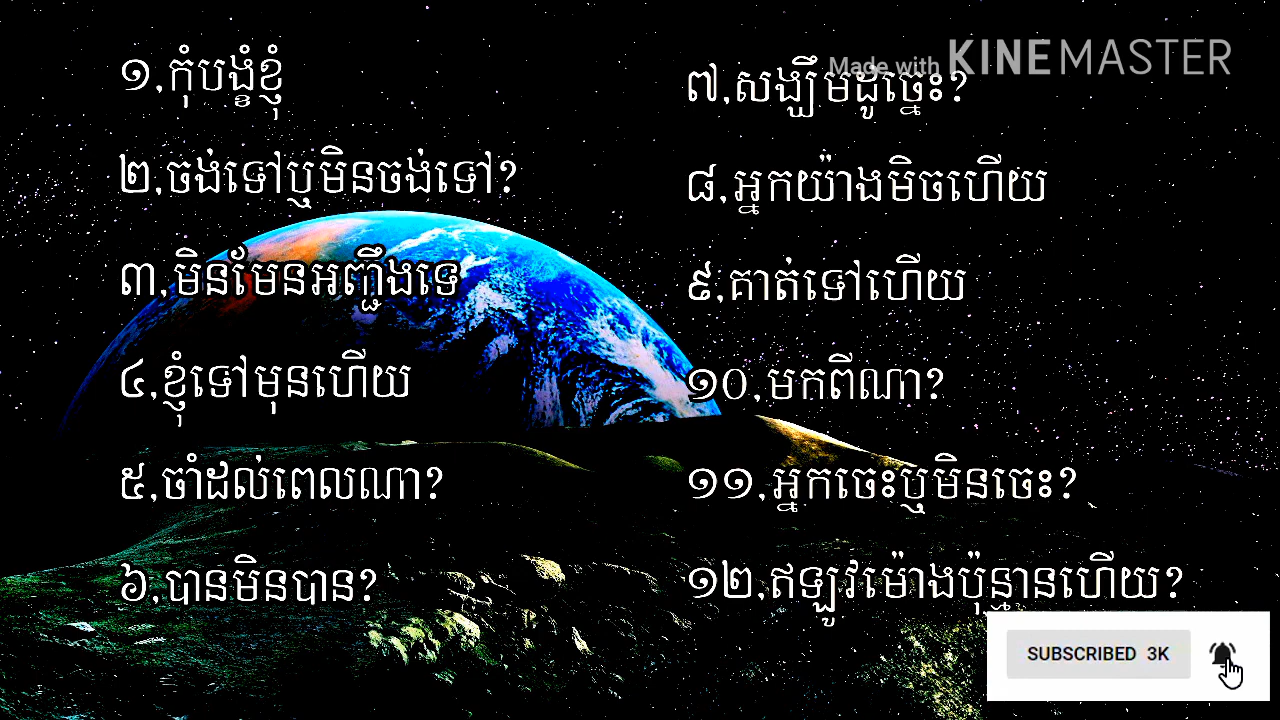 ១,កុំបង្ខំខ្ញុំ
២,ចង់ទៅឬមិនចង់ទៅ?
៣,មិនមែនអញ្ជឹងទេ
៤,ខ្ញុំទៅមុនហើយ
៥,ចាំដល់ពេលណា?
៦,បានមិនបាន?
Made with KINEMASTER
៧,សង្ឃឹមដូច្នេះ?
៨,អ្នកយ៉ាងមិចហើយ
៩,គាត់ទៅហើយ
១០,មកពីណា?
១១,អ្នកចេះឬមិនចេះ?
១២,ឥឡូវម៉ោងប៉ុន្មានហើយ?
SUBSCRIBED 3K